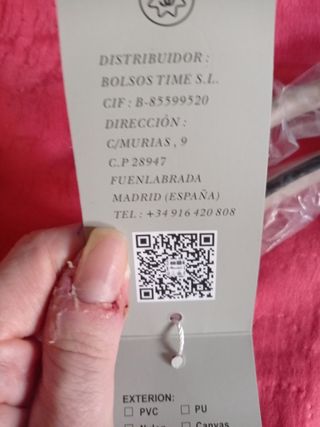 DISTRIBUIDOR :
BOLSOS TIME S.L.
CIF : B-85599520
DIRECCIÓN :
C/MURIAS , 9
C.P 28947
FUENLABRADA
MADRID (ESPAÑA)
TEL : +34 916 420 808
EXTERION:
☐ PVC ☐ PU
☐ Nylon ☐ Canvas